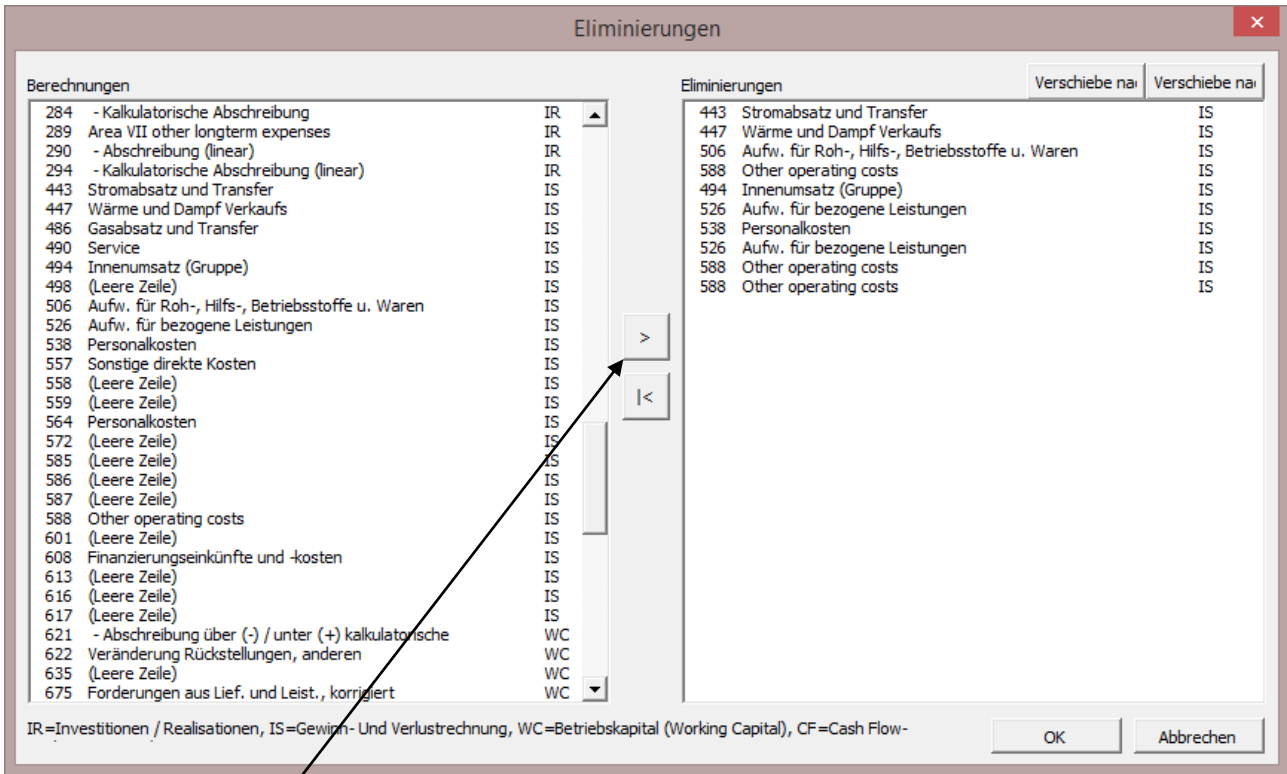 Eliminierungen
Berechnungen
284 - Kalkulatorische Abschreibung IR
289 Area VII other longterm expenses IR
290 - Abschreibung (linear) IR
294 - Kalkulatorische Abschreibung (linear) IR
443 Stromabsatz und Transfer IS
447 Wärme und Dampf Verkaufs IS
486 Gasabsatz und Transfer IS
490 Service IS
494 Innenumsatz (Gruppe) IS
498 (Leere Zeile) IS
506 Aufw. für Roh-, Hilfs-, Betriebsstoffe u. Waren IS
526 Aufw. für bezogene Leistungen IS
538 Personalkosten IS
557 Sonstige direkte Kosten IS
558 (Leere Zeile) IS
559 (Leere Zeile) IS
564 Personalkosten IS
572 (Leere Zeile) IS
585 (Leere Zeile) IS
586 (Leere Zeile) IS
587 (Leere Zeile) IS
588 Other operating costs IS
601 (Leere Zeile) IS
608 Finanzierungseinkünfte und -kosten IS
613 (Leere Zeile) IS
616 (Leere Zeile) IS
617 (Leere Zeile) IS
621 - Abschreibung über (-) / unter (+) kalkulatorische WC
622 Veränderung Rückstellungen, anderen WC
635 (Leere Zeile) WC
675 Forderungen aus Lief. und Leist., korrigiert WC
>
|<
Eliminierungen
Verschiebe na
Verschiebe na
443 Stromabsatz und Transfer IS
447 Wärme und Dampf Verkaufs IS
506 Aufw. für Roh-, Hilfs-, Betriebsstoffe u. Waren IS
588 Other operating costs IS
494 Innenumsatz (Gruppe) IS
526 Aufw. für bezogene Leistungen IS
538 Personalkosten IS
526 Aufw. für bezogene Leistungen IS
588 Other operating costs IS
588 Other operating costs IS
IR=Investitionen / Realisationen, IS=Gewinn- Und Verlustrechnung, WC=Betriebskapital (Working Capital), CF=Cash Flow-
OK
Abbrechen